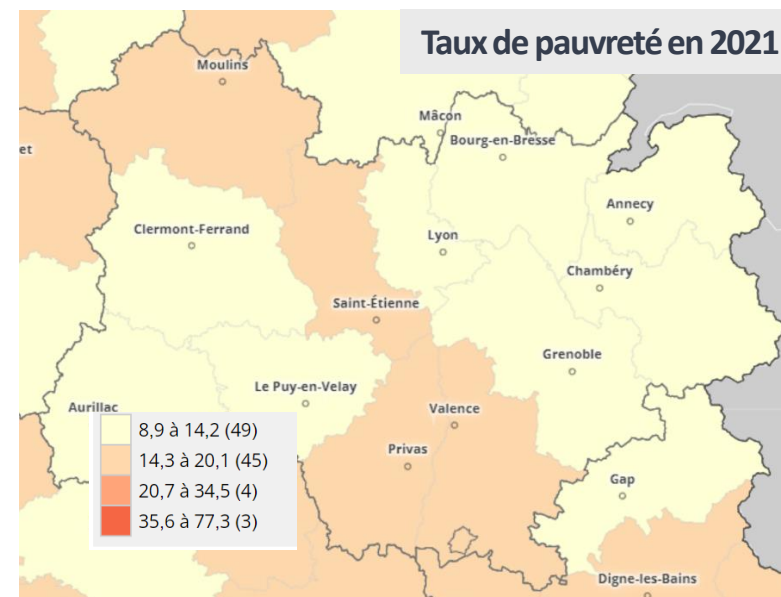 Taux de pauvreté en 2021
Moulins
Mâcon
Bourg-en-Bresse
et
Annecy
Clermont-Ferrand
Lyon
Chambéry
Saint-Étienne
Grenoble
Le Puy-en-Velay
Aurillac
Valence
8,9 à 14,2 (49)
14,3 à 20,1 (45)
20,7 à 34,5 (4)
35,6 à 77,3 (3)
Privas
Gap
Digne-les-Bains